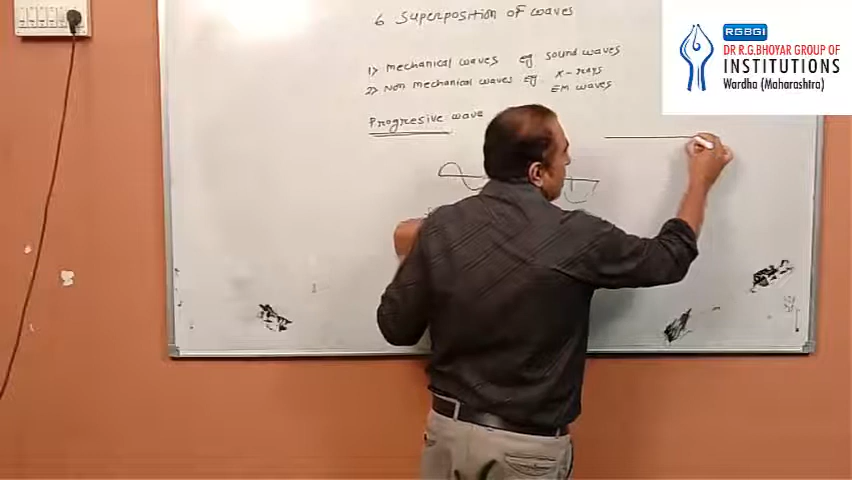 6 Superposition of waves
1) Mechanical waves eg sound waves
2) Non mechanical waves eg x-rays
EM waves
Progresive wave
RGBGI
DR R.G.BHOYAR GROUP OF
INSTITUTIONS
Wardha (M/Maharashtra)